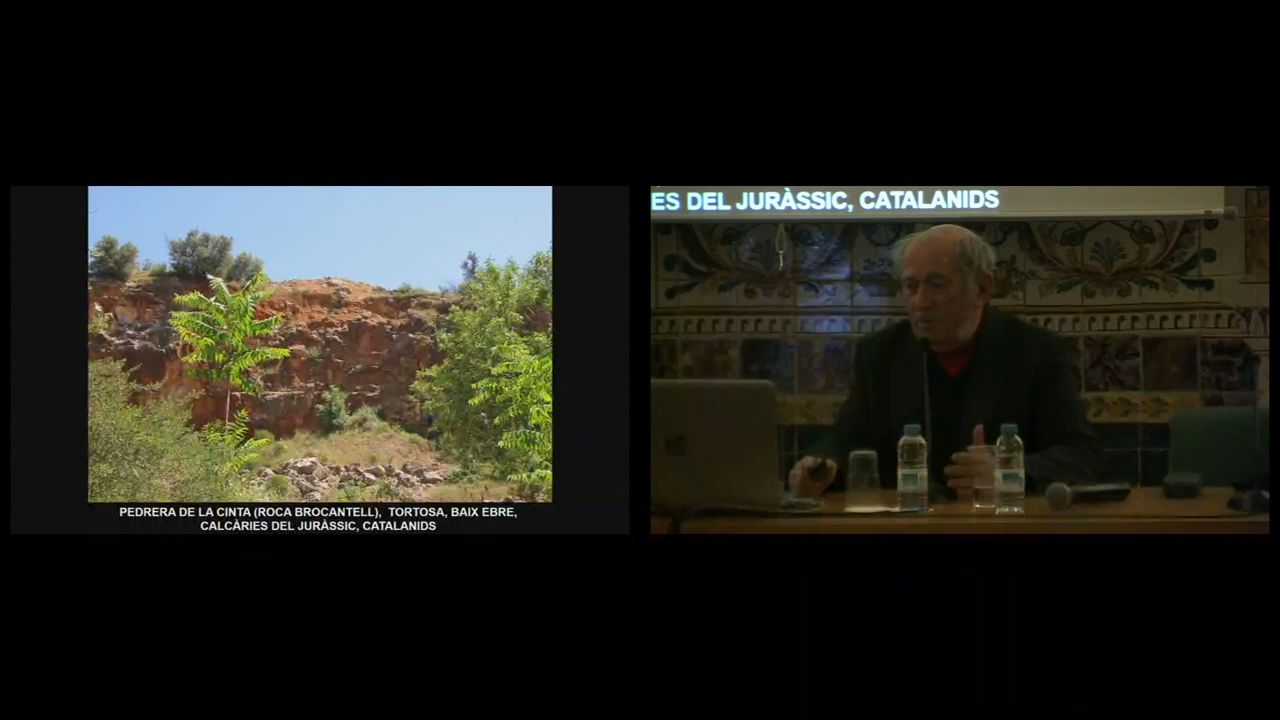 PEDRERA DE LA CINTA (ROCA BROCANTELL), TORTOSA, BAIX EBRE,
CALCÀRIES DEL JURÀSSIC, CATALANIDS
ES DEL JURÀSSIC, CATALANIDS